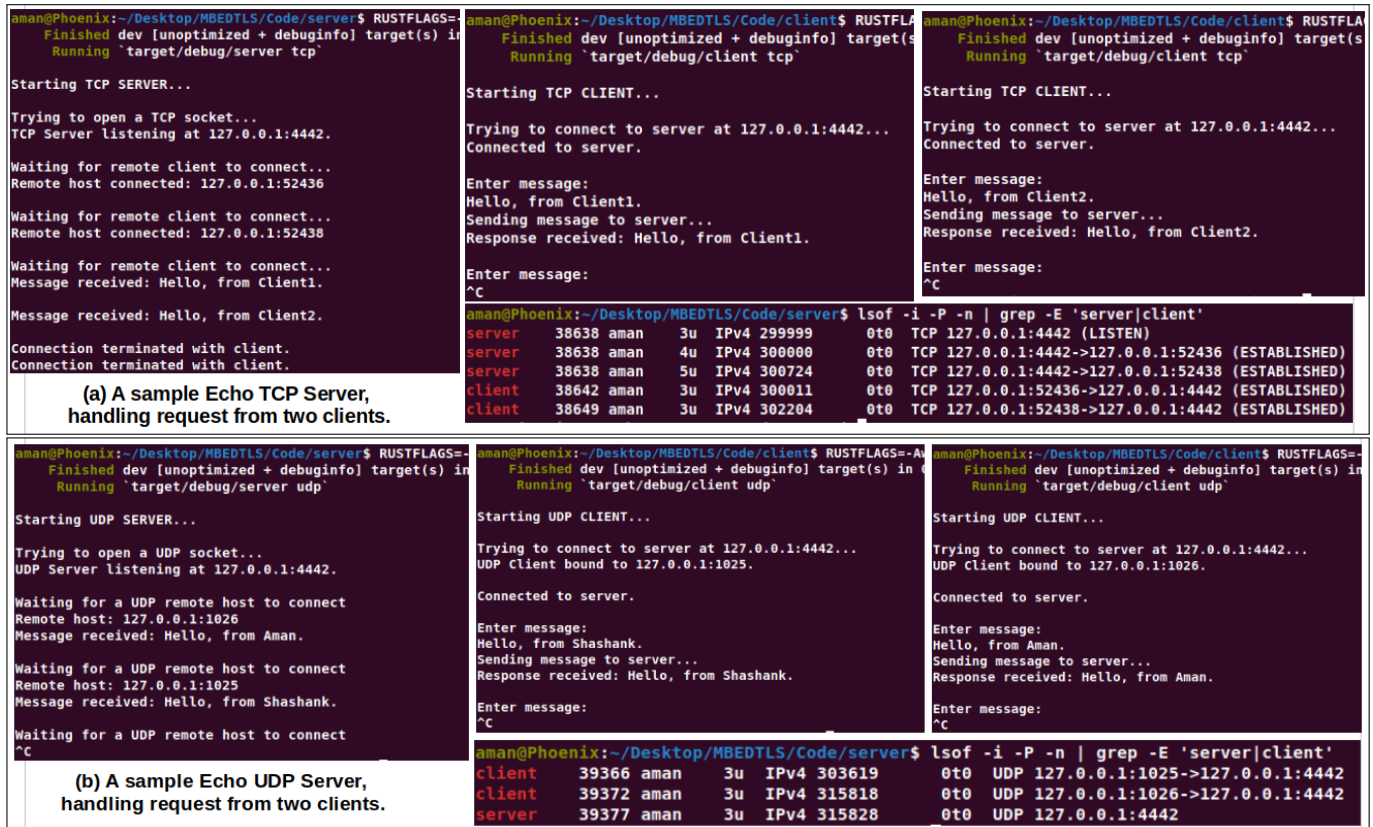 aman@Phoenix:~/Desktop/MBEDTLS/Code/server$ RUSTFLAGS=-
Finished dev [unoptimized + debuginfo] target(s) in
Running `target/debug/server tcp`
Starting TCP SERVER...
Trying to open a TCP socket...
TCP Server listening at 127.0.0.1:4442.
Waiting for remote client to connect...
Remote host connected: 127.0.0.1:52436
Waiting for remote client to connect...
Remote host connected: 127.0.0.1:52438
Waiting for remote client to connect...
Message received: Hello, from Client1.
Message received: Hello, from Client2.
Connection terminated with client.
Connection terminated with client.
(a) A sample Echo TCP Server,
handling request from two clients.
aman@Phoenix:~/Desktop/MBEDTLS/Code/client$ RUSTFLA
Finished dev [unoptimized + debuginfo] target(s
Running `target/debug/client tcp`
Starting TCP CLIENT...
Trying to connect to server at 127.0.0.1:4442...
Connected to server.
Enter message:
Hello, from Client1.
Sending message to server...
Response received: Hello, from Client1.
Enter message:
^C
aman@Phoenix:~/Desktop/MBEDTLS/Code/client$ RUSTFLA
Finished dev [unoptimized + debuginfo] target(s
Running `target/debug/client tcp`
Starting TCP CLIENT...
Trying to connect to server at 127.0.0.1:4442...
Connected to server.
Enter message:
Hello, from Client2.
Sending message to server...
Response received: Hello, from Client2.
Enter message:
^C
aman@Phoenix:~/Desktop/MBEDTLS/Code/server$ lsof -i -P -n | grep -E 'server|client'
server 38638 aman 3u IPv4 299999 0t0 TCP 127.0.0.1:4442 (LISTEN)
server 38638 aman 4u IPv4 300000 0t0 TCP 127.0.0.1:4442->127.0.0.1:52436 (ESTABLISHED)
server 38638 aman 5u IPv4 300724 0t0 TCP 127.0.0.1:4442->127.0.0.1:52438 (ESTABLISHED)
client 38642 aman 3u IPv4 300011 0t0 TCP 127.0.0.1:52436->127.0.0.1:4442 (ESTABLISHED)
client 38649 aman 3u IPv4 302204 0t0 TCP 127.0.0.1:52438->127.0.0.1:4442 (ESTABLISHED)
aman@Phoenix:~/Desktop/MBEDTLS/Code/server$ RUSTFLAGS=-
Finished dev [unoptimized + debuginfo] target(s) in
Running `target/debug/server udp`
Starting UDP SERVER...
Trying to open a UDP socket...
UDP Server listening at 127.0.0.1:4442.
Waiting for a UDP remote host to connect
Remote host: 127.0.0.1:1026
Message received: Hello, from Aman.
Waiting for a UDP remote host to connect
Remote host: 127.0.0.1:1025
Message received: Hello, from Shashank.
Waiting for a UDP remote host to connect
^C
(b) A sample Echo UDP Server,
handling request from two clients.
aman@Phoenix:~/Desktop/MBEDTLS/Code/client$ RUSTFLAGS=-Aw
Finished dev [unoptimized + debuginfo] target(s) in 0
Running `target/debug/client udp`
Starting UDP CLIENT...
Trying to connect to server at 127.0.0.1:4442...
UDP Client bound to 127.0.0.1:1025.
Connected to server.
Enter message:
Hello, from Shashank.
Sending message to server...
Response received: Hello, from Shashank.
Enter message:
^C
aman@Phoenix:~/Desktop/MBEDTLS/Code/client$ RUSTFLAGS=-
Finished dev [unoptimized + debuginfo] target(s) in
Running `target/debug/client udp`
Starting UDP CLIENT...
Trying to connect to server at 127.0.0.1:4442...
UDP Client bound to 127.0.0.1:1026.
Connected to server.
Enter message:
Hello, from Aman.
Sending message to server...
Response received: Hello, from Aman.
Enter message:
^C
aman@Phoenix:~/Desktop/MBEDTLS/Code/server$ lsof -i -P -n | grep -E 'server|client'
client 39366 aman 3u IPv4 303619 0t0 UDP 127.0.0.1:1025->127.0.0.1:4442
client 39372 aman 3u IPv4 315818 0t0 UDP 127.0.0.1:1026->127.0.0.1:4442
server 39377 aman 3u IPv4 315828 0t0 UDP 127.0.0.1:4442